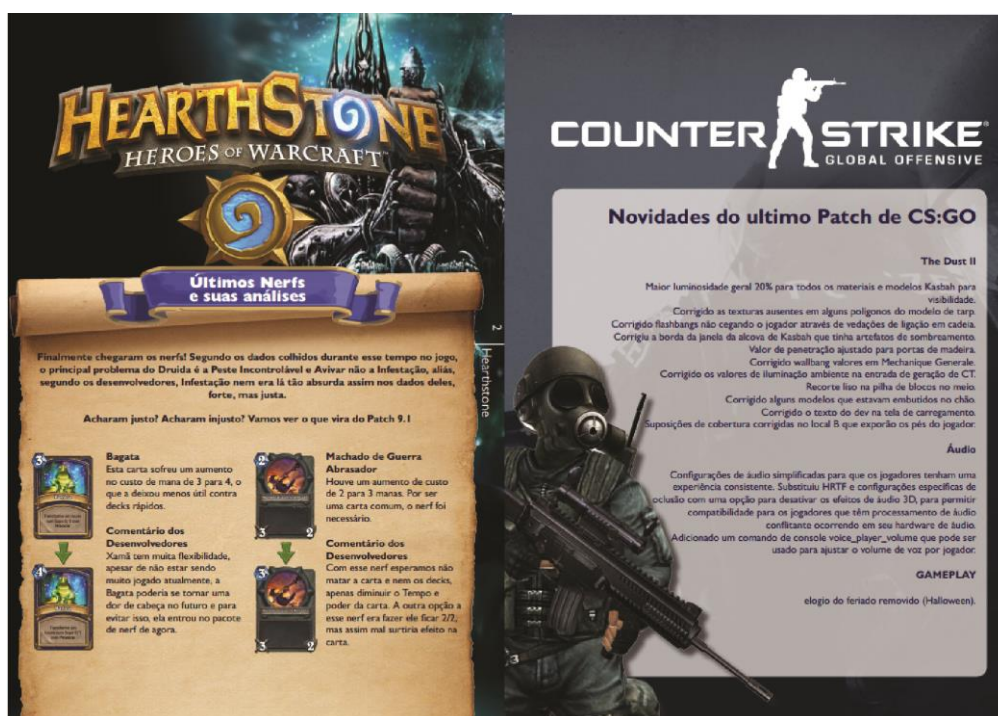 HEARTHSTONE
HEROES OF WARCRAFT
Últimos Nerfs
e suas análises
Finalmente chegaram os nerfs! Segundo os dados colhidos durante esse tempo no jogo,
o principal problema do Druida é a Peste Incontrolável e Avivar não a Infestação, aliás,
segundo os desenvolvedores, Infestação nem era lá tão absurda assim nos dados deles,
forte, mas justa.
Acharam justo? Acharam injusto? Vamos ver o que vira do Patch 9.1
3
4
Bagata
Esta carta sofreu um aumento
no custo de mana de 3 para 4, o
que a deixou menos útil contra
decks rápidos.
Comentário dos
Desenvolvedores
Xamã tem muita flexibilidade,
apesar de não estar sendo
muito jogado atualmente, a
Bagata poderia se tornar uma
dor de cabeça no futuro e para
evitar isso, ela entrou no pacote
de nerf de agora.
2
3 2
3
3 2
Machado de Guerra
Abrasador
Houve um aumento de custo
de 2 para 3 manas. Por ser
uma carta comum, o nerf foi
necessário.
Comentário dos
Desenvolvedores
Com esse nerf esperamos não
matar a carta e nem os decks,
apenas diminuir o Tempo e
poder da carta. A outra opção a
esse nerf era fazer ele ficar 2/2,
mas assim mal surtiria efeito na
carta.
2
Hearthstone
COUNTER STRIKE
GLOBAL OFFENSIVE
Novidades do ultimo Patch de CS:GO
The Dust II
Maior luminosidade geral 20% para todos os materiais e modelos Kasbah para
visibilidade.
Corrigido as texturas ausentes em alguns polígonos do modelo de tarp.
Corrigido flashbangs não cegando o jogador através de vedações de ligação em cadeia.
Corrigiu a borda da janela da alcova de Kasbah que tinha artefatos de sombreamento.
Valor de penetração ajustado para portas de madeira.
Corrigido wallbang valores em Mechanique Generale.
Corrigido os valores de iluminação ambiente na entrada de geração de CT.
Recorte liso na pilha de blocos no meio.
Corrigido alguns modelos que estavam embutidos no chão.
Corrigido o texto do dev na tela de carregamento.
Suposições de cobertura corrigidas no local B que exporão os pés do jogador.
Áudio
Configurações de áudio simplificadas para que os jogadores tenham uma
experiência consistente. Substituiu HRTF e configurações específicas de
oclusão com uma opção para desativar os efeitos de áudio 3D, para permitir
compatibilidade para os jogadores que têm processamento de áudio
conflitante ocorrendo em seu hardware de áudio.
Adicionado um comando de console voice_player_volume que pode ser
usado para ajustar o volume de voz por jogador.
GAMEPLAY
elogio do feriado removido (Halloween).
3